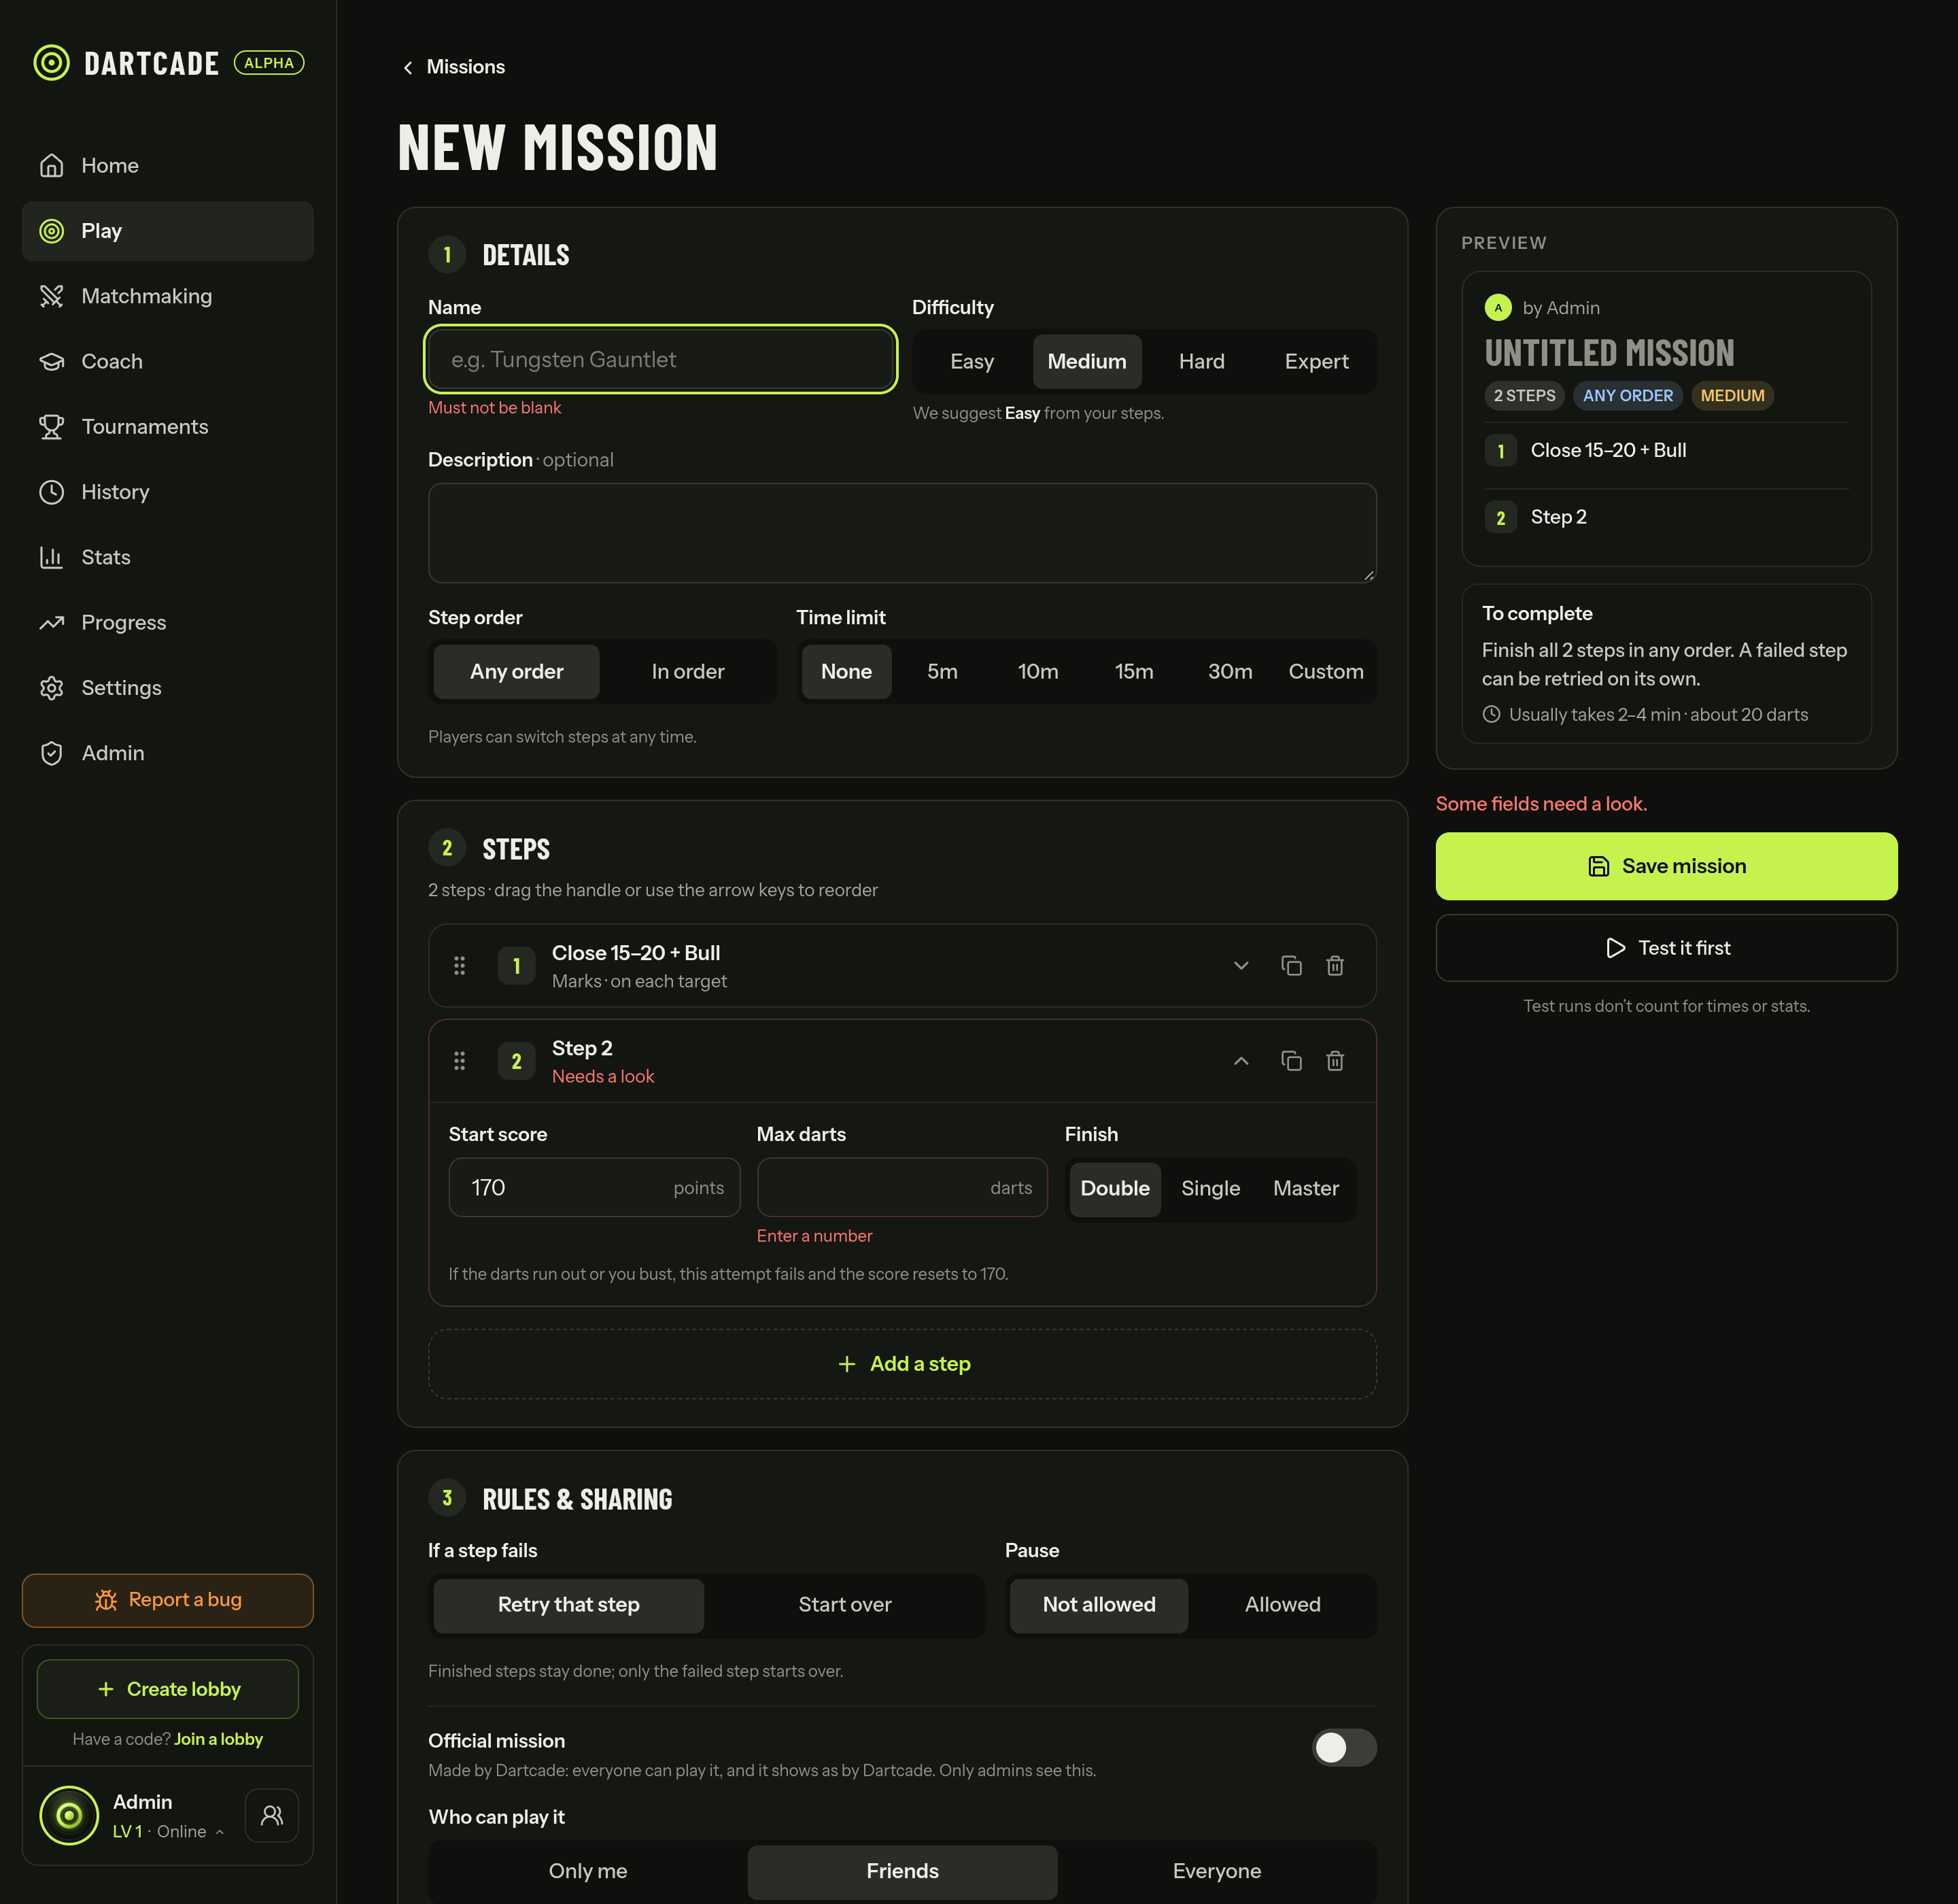 DARTCADE ALPHA
Home
Play
Matchmaking
Coach
Tournaments
History
Stats
Progress
Settings
Admin
Report a bug
Create lobby
Have a code? Join a lobby
Admin
LV 1 · Online
Missions
NEW MISSION
1 DETAILS
Name
e.g. Tungsten Gauntlet
Must not be blank
Difficulty
Easy Medium Hard Expert
We suggest Easy from your steps.
Description · optional
Step order
Any order In order
Time limit
None 5m 10m 15m 30m Custom
Players can switch steps at any time.
2 STEPS
2 steps · drag the handle or use the arrow keys to reorder
1 Close 15–20 + Bull
Marks · on each target
2 Step 2
Needs a look
Start score
170 points
Max darts
darts
Enter a number
Finish
Double Single Master
If the darts run out or you bust, this attempt fails and the score resets to 170.
Add a step
3 RULES & SHARING
If a step fails
Retry that step Start over
Pause
Not allowed Allowed
Finished steps stay done; only the failed step starts over.
Official mission
Made by Dartcade: everyone can play it, and it shows as by Dartcade. Only admins see this.
Who can play it
Only me Friends Everyone
PREVIEW
A by Admin
UNTITLED MISSION
2 STEPS ANY ORDER MEDIUM
1 Close 15–20 + Bull
2 Step 2
To complete
Finish all 2 steps in any order. A failed step
can be retried on its own.
Usually takes 2–4 min · about 20 darts
Some fields need a look.
Save mission
Test it first
Test runs don't count for times or stats.